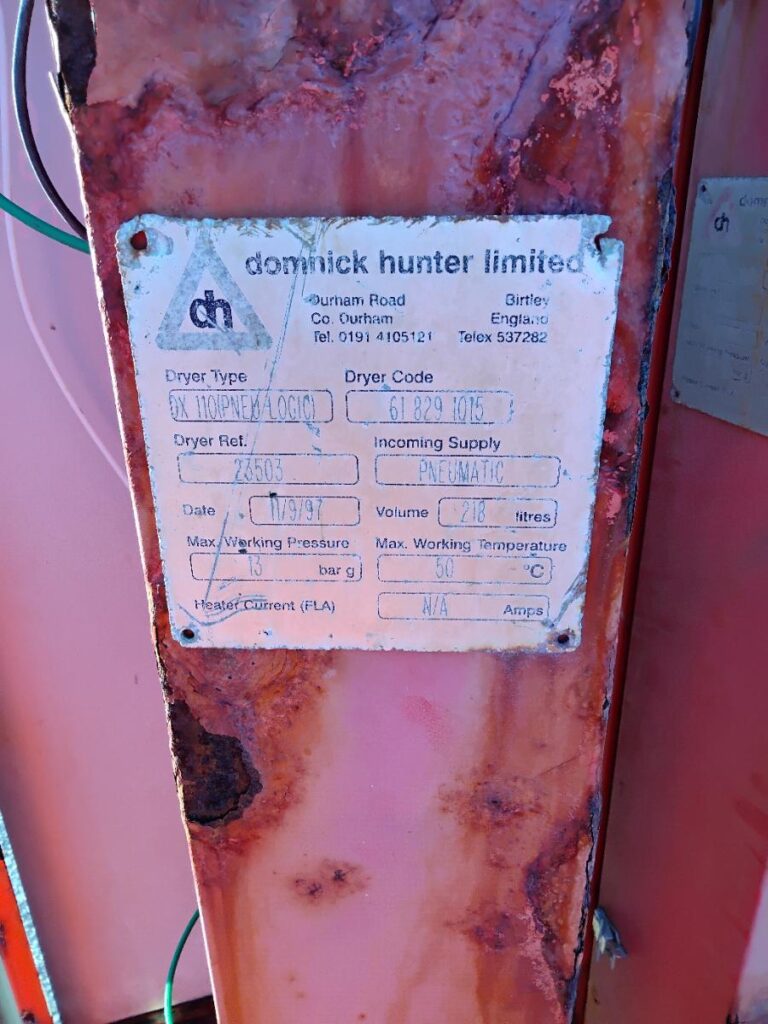 dh
domnick hunter limited
Durham Road Birtley
Co. Durham England
Tel. 0191 4105121 Telex 537282
Dryer Type Dryer Code
DX 110(PNEU LOGIC) 61 829 1015
Dryer Ref. Incoming Supply
23503 PNEUMATIC
Date 11/9/97 Volume 218 litres
Max. Working Pressure Max. Working Temperature
13 bar g 50 °C
Heater Current (FLA) N/A Amps
dh